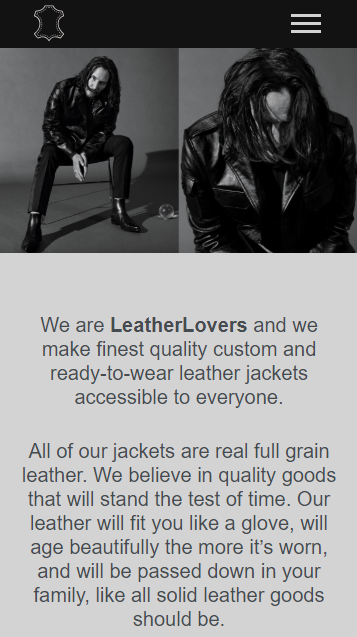 We are LeatherLovers and we
make finest quality custom and
ready-to-wear leather jackets
accessible to everyone.
All of our jackets are real full grain
leather. We believe in quality goods
that will stand the test of time. Our
leather will fit you like a glove, will
age beautifully the more it’s worn,
and will be passed down in your
family, like all solid leather goods
should be.